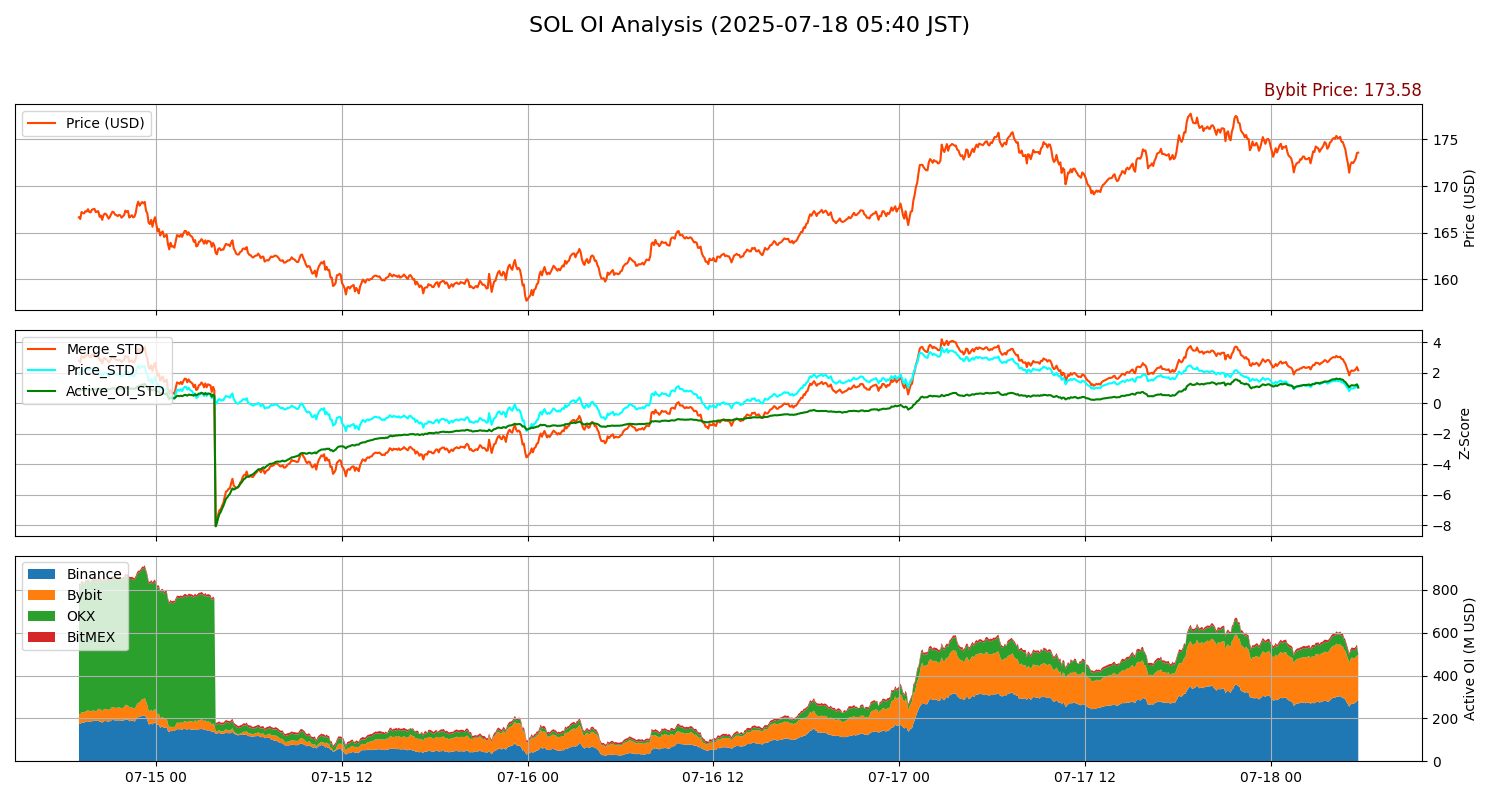 SOL OI Analysis (2025-07-18 05:40 JST)
Bybit Price: 173.58
Price (USD)
175
170
165
160
Price (USD)
Merge_STD
Price_STD
Active_OI_STD
4
2
0
−2
−4
−6
−8
Z-Score
Binance
Bybit
OKX
BitMEX
800
600
400
200
0
Active OI (M USD)
07-15 00
07-15 12
07-16 00
07-16 12
07-17 00
07-17 12
07-18 00